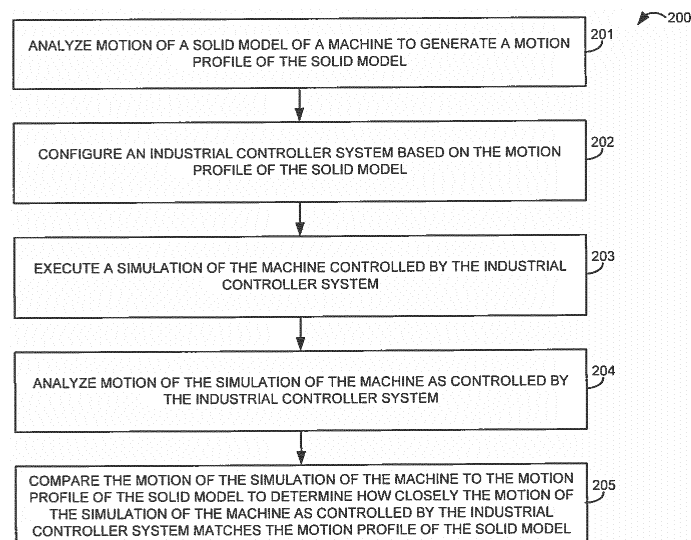 200
201
ANALYZE MOTION OF A SOLID MODEL OF A MACHINE TO GENERATE A MOTION
PROFILE OF THE SOLID MODEL
202
CONFIGURE AN INDUSTRIAL CONTROLLER SYSTEM BASED ON THE MOTION
PROFILE OF THE SOLID MODEL
203
EXECUTE A SIMULATION OF THE MACHINE CONTROLLED BY THE INDUSTRIAL
CONTROLLER SYSTEM
204
ANALYZE MOTION OF THE SIMULATION OF THE MACHINE AS CONTROLLED BY
THE INDUSTRIAL CONTROLLER SYSTEM
205
COMPARE THE MOTION OF THE SIMULATION OF THE MACHINE TO THE MOTION
PROFILE OF THE SOLID MODEL TO DETERMINE HOW CLOSELY THE MOTION OF
THE SIMULATION OF THE MACHINE AS CONTROLLED BY THE INDUSTRIAL
CONTROLLER SYSTEM MATCHES THE MOTION PROFILE OF THE SOLID MODEL